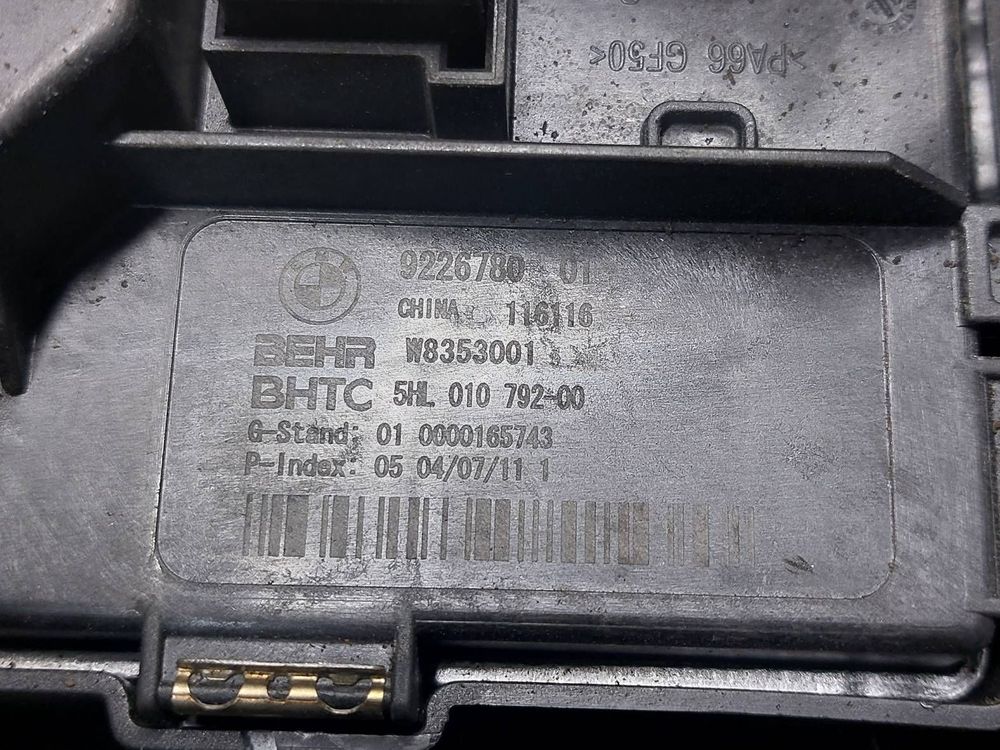 >PA66 GF50<
9226780-01
CHINA 116116
BEHR W8353001
BHTC 5HL 010 792-00
G-Stand: 01 0000165743
P-Index: 05 04/07/11 1